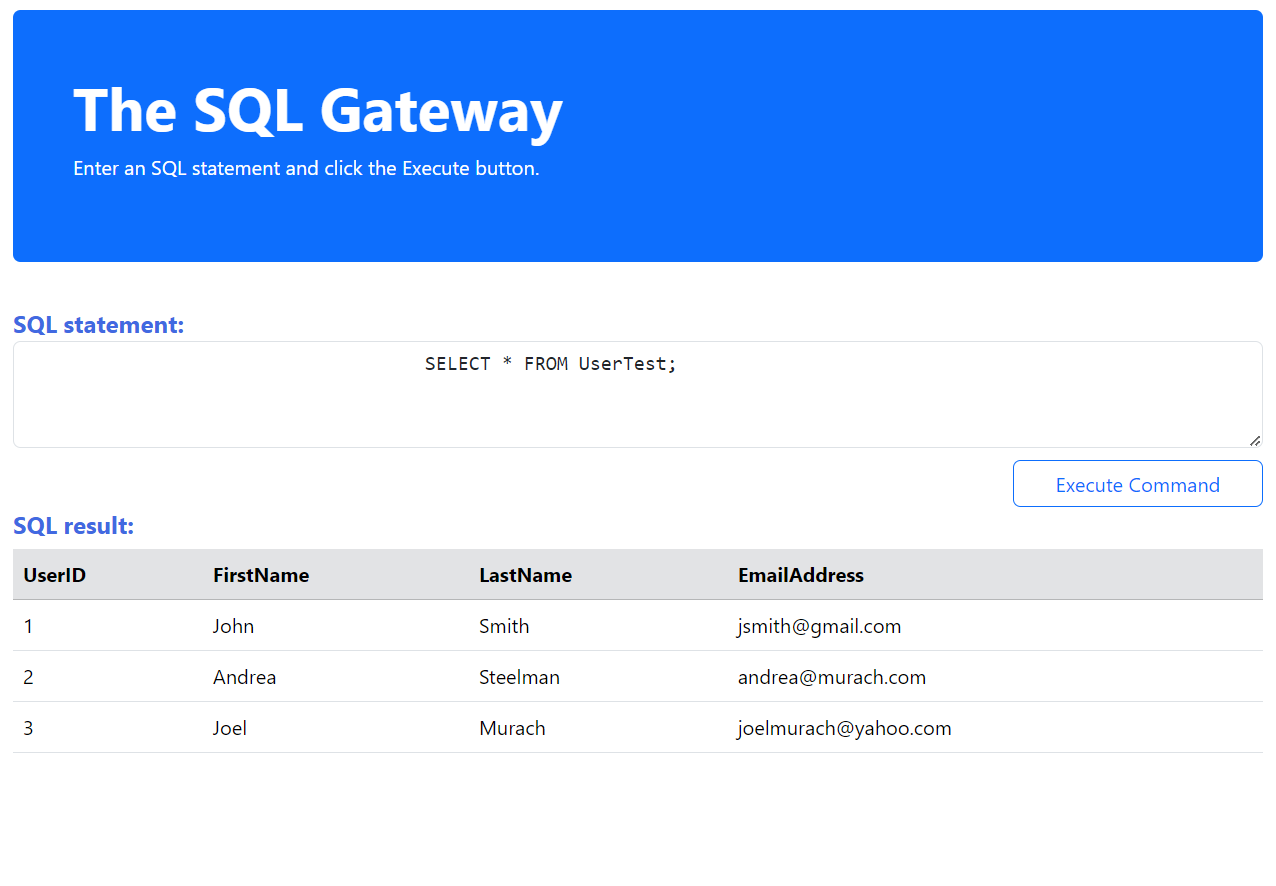 The SQL Gateway
Enter an SQL statement and click the Execute button.
SQL statement:
SELECT * FROM UserTest;
Execute Command
SQL result:
UserID FirstName LastName EmailAddress
1 John Smith jsmith@gmail.com
2 Andrea Steelman andrea@murach.com
3 Joel Murach joelmurach@yahoo.com